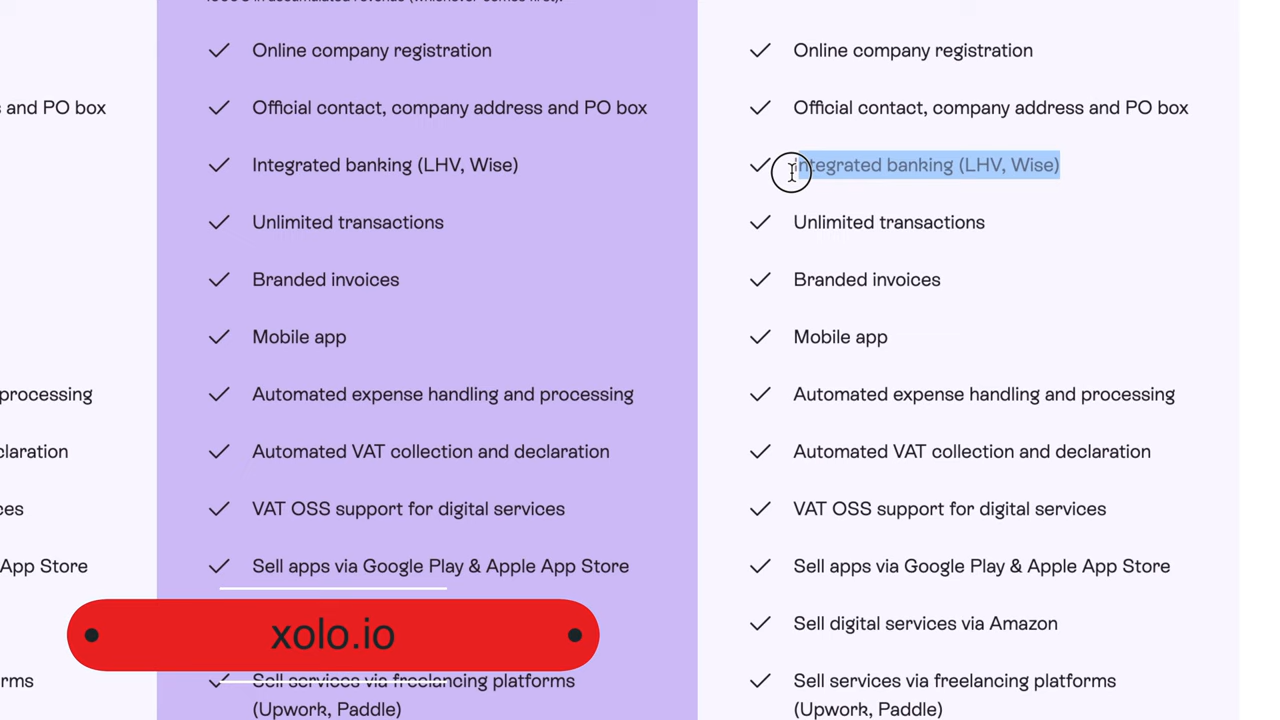 Online company registration
Official contact, company address and PO box
Integrated banking (LHV, Wise)
Unlimited transactions
Branded invoices
Mobile app
Automated expense handling and processing
Automated VAT collection and declaration
VAT OSS support for digital services
Sell apps via Google Play & Apple App Store
Sell services via freelancing platforms
(Upwork, Paddle)
Online company registration
Official contact, company address and PO box
Integrated banking (LHV, Wise)
Unlimited transactions
Branded invoices
Mobile app
Automated expense handling and processing
Automated VAT collection and declaration
VAT OSS support for digital services
Sell apps via Google Play & Apple App Store
Sell digital services via Amazon
Sell services via freelancing platforms
(Upwork, Paddle)
and PO box
processing
App Store
xolo.io